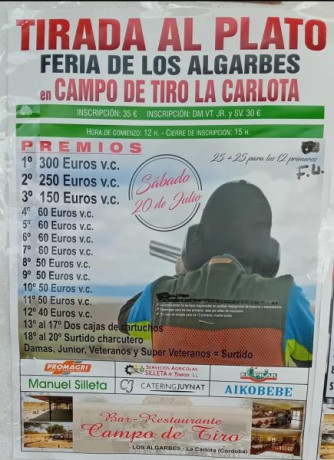 TIRADA AL PLATO
FERIA DE LOS ALGARBES
en CAMPO DE TIRO LA CARLOTA
INSCRIPCIÓN: 35 € INSCRIPCIÓN: DM.VT. JR. y SV. 30 €
HORA DE COMIENZO: 12 H. - CIERRE DE INSCRIPCIÓN: 15 H.
PREMIOS
25 + 25 para los 12 primeros
F.U.
1º 300 Euros v.c.
2º 250 Euros v.c.
3º 150 Euros v.c.
4º 60 Euros v.c.
5º 60 Euros v.c.
6º 60 Euros v.c.
7º 60 Euros v.c.
8º 50 Euros v.c.
9º 50 Euros v.c.
10º 50 Euros v.c.
11º 50 Euros v.c.
12º 40 Euros v.c.
13º al 17º Dos cajas de cartuchos
18º al 20º Surtido charcutero
Damas, Junior, Veteranos y Super Veteranos = Surtido
Sábado
20 de Julio
PROMAGRI
SERVICIOS AGRÍCOLAS
SILLETA
Manuel Silleta
CATERINGJUYNAT
AIKOBEBE
Bar-Restaurante
Campo de Tiro
LOS ALGARBES - La Carlota (Córdoba)